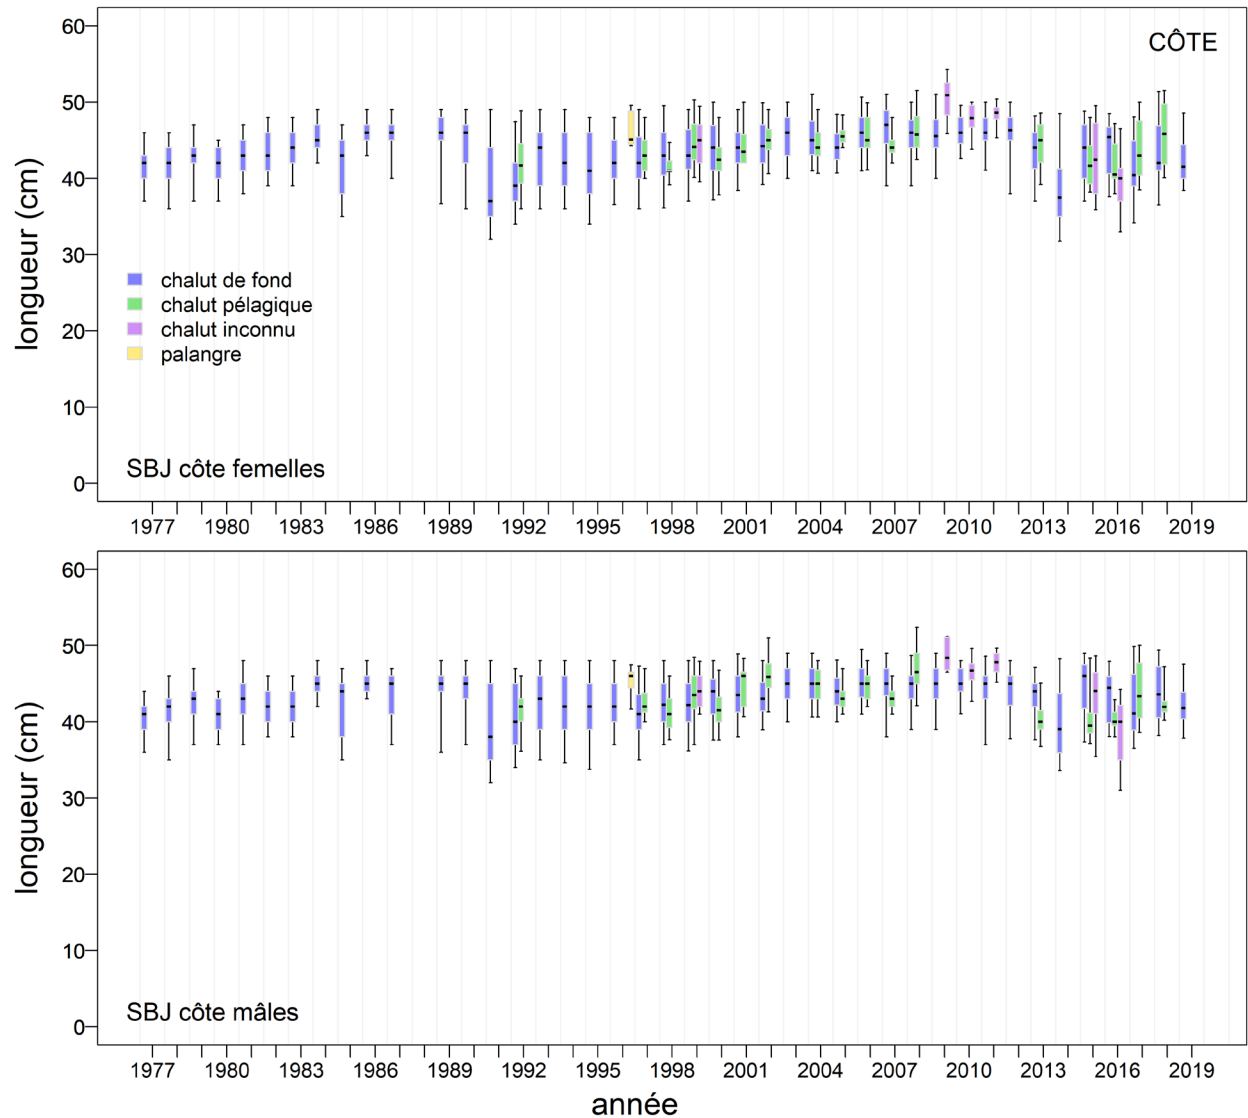 CÔTE
60
50
40
30
20
10
0
longueur (cm)
chalut de fond
chalut pélagique
chalut inconnu
palangre
SBJ côte femelles
1977 1980 1983 1986 1989 1992 1995 1998 2001 2004 2007 2010 2013 2016 2019
60
50
40
30
20
10
0
longueur (cm)
SBJ côte mâles
1977 1980 1983 1986 1989 1992 1995 1998 2001 2004 2007 2010 2013 2016 2019
année